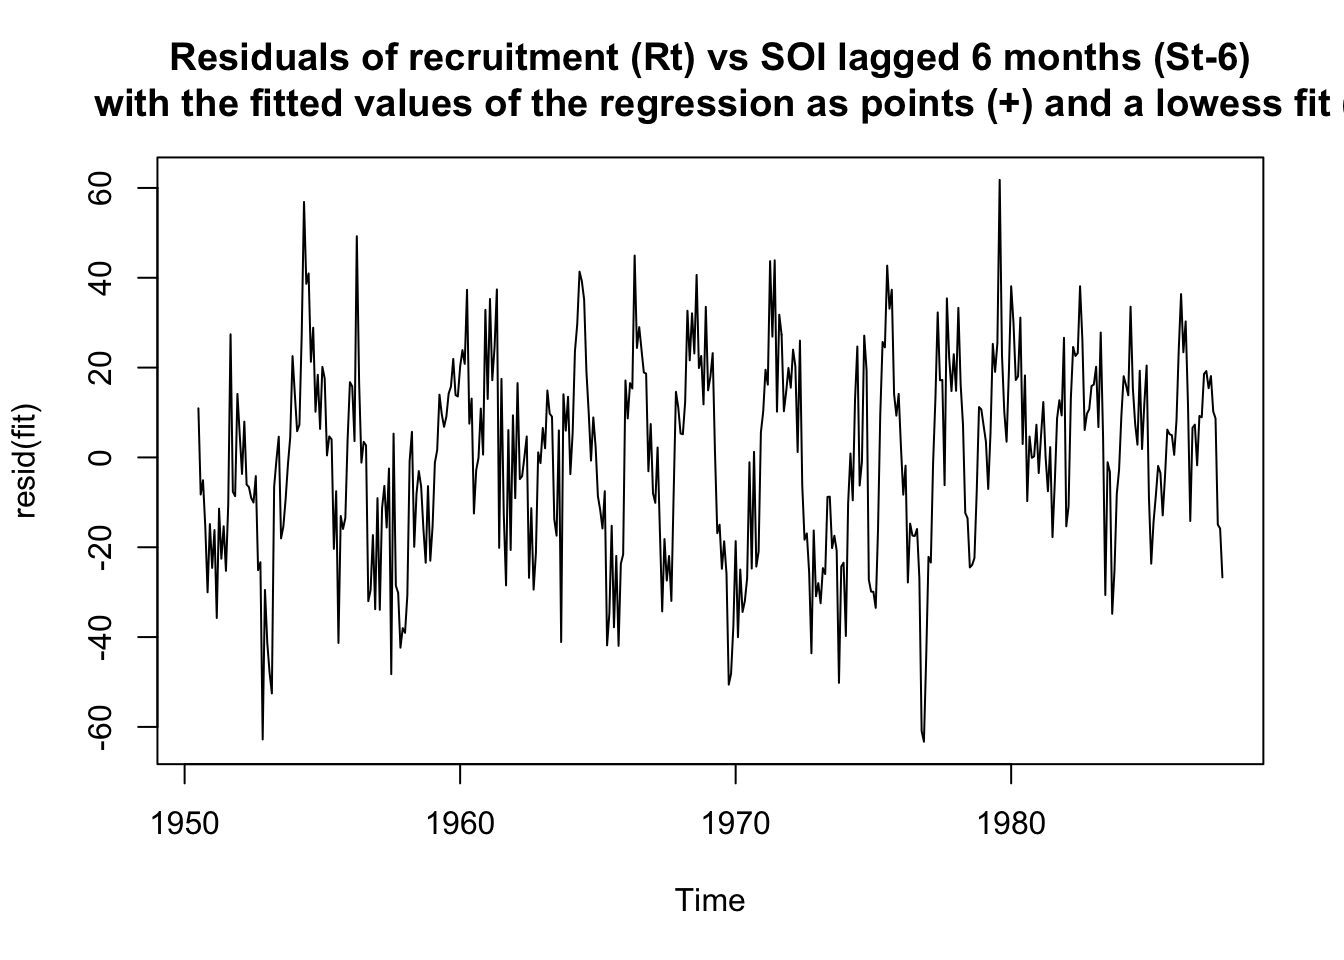 Residuals of recruitment (Rt) vs SOI lagged 6 months (St-6)
with the fitted values of the regression as points (+) and a lowess fit (
resid(fit)
60
40
20
0
-20
-40
-60
1950 1960 1970 1980
Time